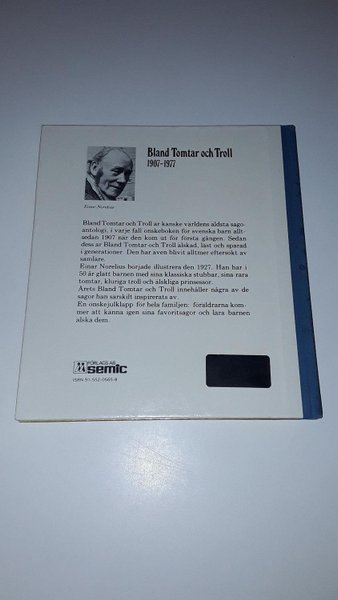 Bland Tomtar och Troll
1907-1977
Einar Norelius
Bland Tomtar och Troll är kanske världens äldsta sago-
antologi, i varje fall önskeboken för svenska barn allt-
sedan 1907 när den kom ut för första gången. Sedan
dess är Bland Tomtar och Troll älskad, läst och sparad
i generationer. Den har även blivit alltmer eftersökt av
samlare.
Einar Norelius började illustrera den 1927. Han har i
50 år glatt barnen med sina klassiska stubbar, sina rara
tomtar, kluriga troll och älskliga prinsessor.
Årets Bland Tomtar och Troll innehåller några av de
sagor han särskilt inspirerats av.
En önskejulklapp för hela familjen: föräldrarna kom-
mer att känna igen sina favoritsagor och lära barnen
älska dem.
FÖRLAGS AB
semic
ISBN 91-552-0565-8